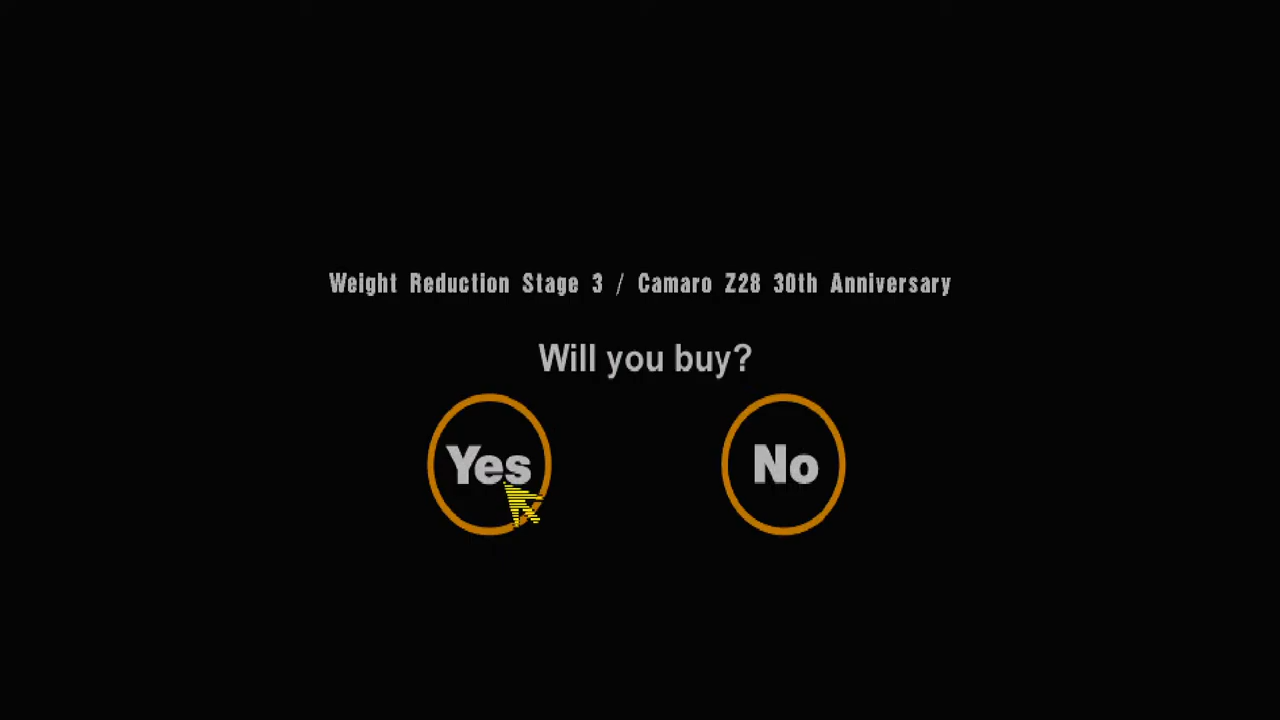 Weight Reduction Stage 3 / Camaro Z28 30th Anniversary
Will you buy?
Yes No